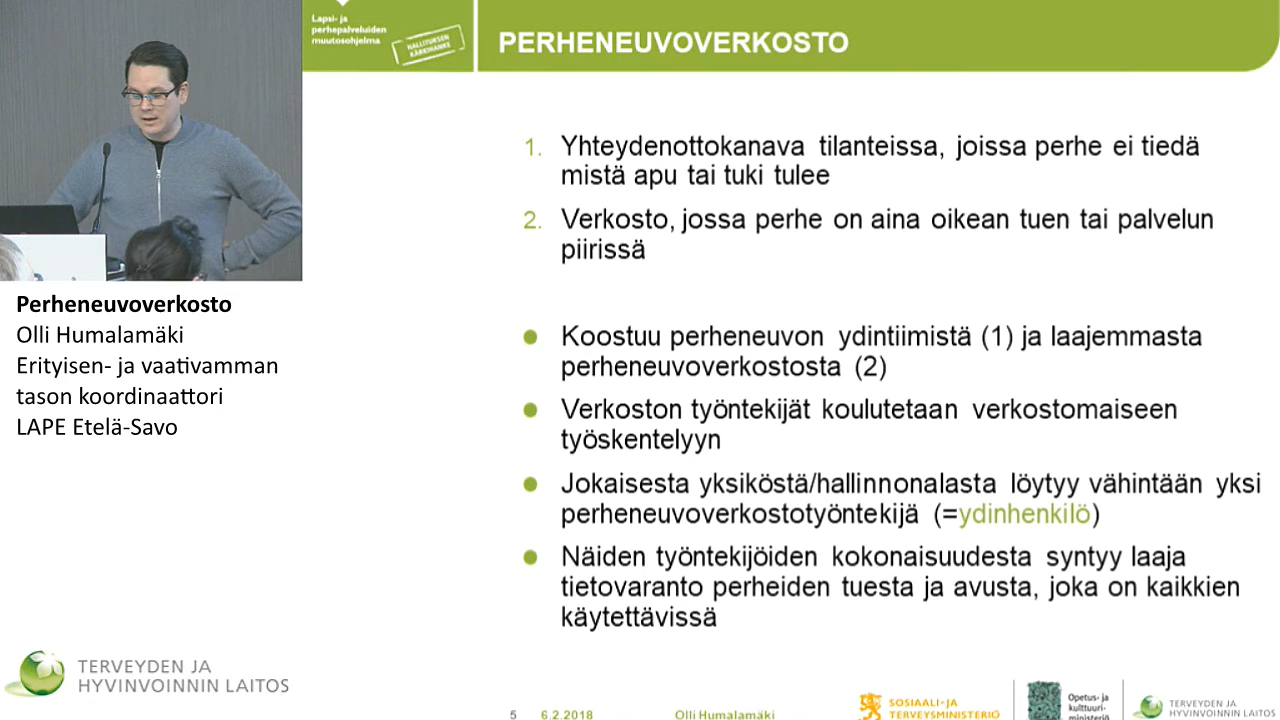 Lapsi- ja
perhepalveluiden
muutosohjelma
HALLITUKSEN
KÄRKIHANKE
PERHENEUVOVERKOSTO
1. Yhteydenottokanava tilanteissa, joissa perhe ei tiedä
mistä apu tai tuki tulee
2. Verkosto, jossa perhe on aina oikean tuen tai palvelun
piirissä
Koostuu perheneuvon ydintiimistä (1) ja laajemmasta
perheneuvoverkostosta (2)
Verkoston työntekijät koulutetaan verkostomaiseen
työskentelyyn
Jokaisesta yksiköstä/hallinnonalasta löytyy vähintään yksi
perheneuvoverkostotyöntekijä (=ydinhenkilö)
Näiden työntekijöiden kokonaisuudesta syntyy laaja
tietovaranto perheiden tuesta ja avusta, joka on kaikkien
käytettävissä
Perheneuvoverkosto
Olli Humalamäki
Erityisen- ja vaativamman
tason koordinaattori
LAPE Etelä-Savo
TERVEYDEN JA
HYVINVOINNIN LAITOS
5 6.2.2018 Olli Humalamäki
SOSIAALI- JA
TERVEYSMINISTERIÖ
Opetus- ja
kulttuuri-
ministeriö
TERVEYDEN JA
HYVINVOINNIN LAITOS